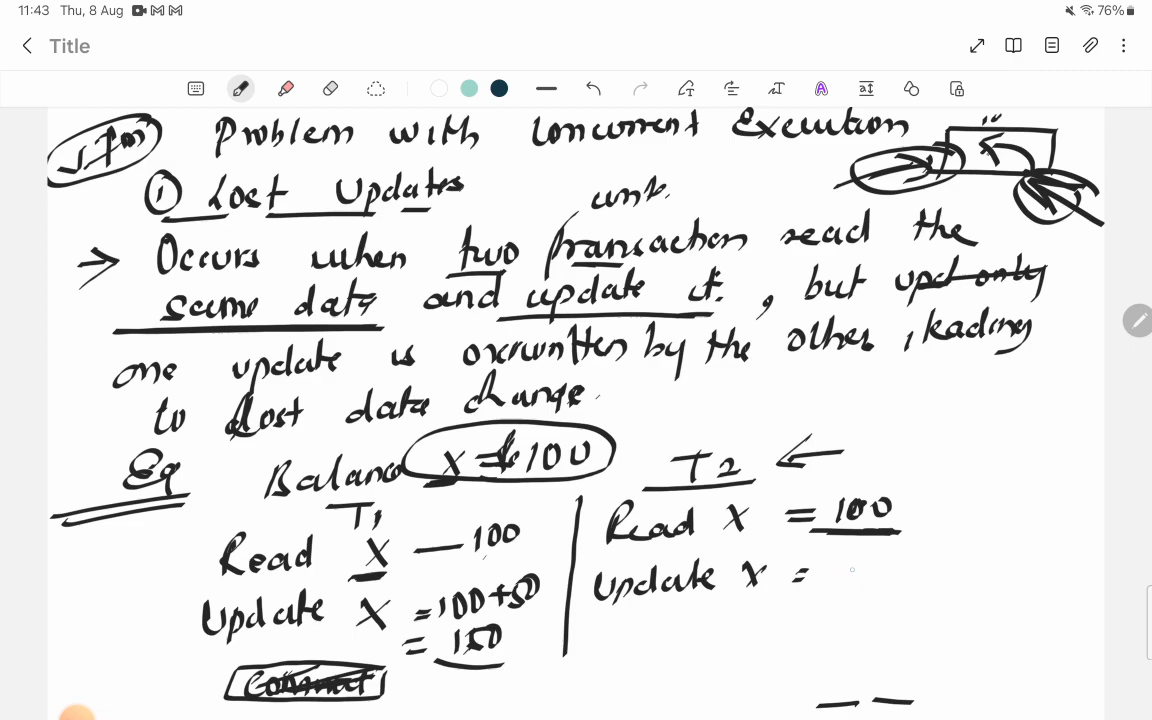 11:43 Thu, 8 Aug 76%
Title
Problem with Concurrent Execution
① Lost Updates
Occurs when two transaction read the
same data and update it, but upd only
one update is overwritten by the other, leading
to lost data change.
Eg Balance X = $100
T1
Read X — 100
Update X = 100+50
= 150
Commit
T2
Read X = 100
Update X =